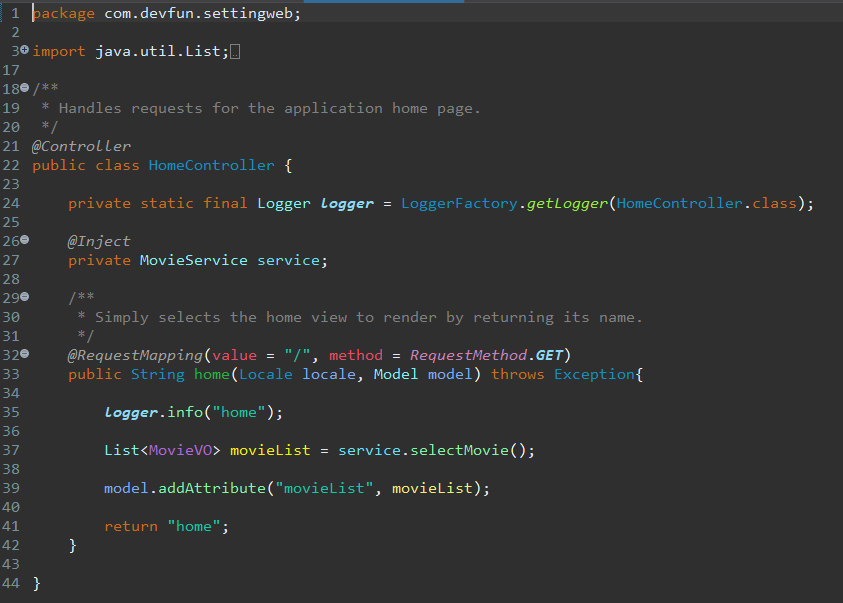 1 package com.devfun.settingweb;
2
3 import java.util.List;
17
18 /**
19  * Handles requests for the application home page.
20  */
21 @Controller
22 public class HomeController {
23
24     private static final Logger logger = LoggerFactory.getLogger(HomeController.class);
25
26     @Inject
27     private MovieService service;
28
29     /**
30      * Simply selects the home view to render by returning its name.
31      */
32     @RequestMapping(value = "/", method = RequestMethod.GET)
33     public String home(Locale locale, Model model) throws Exception{
34
35         logger.info("home");
36
37         List<MovieVO> movieList = service.selectMovie();
38
39         model.addAttribute("movieList", movieList);
40
41         return "home";
42     }
43
44 }